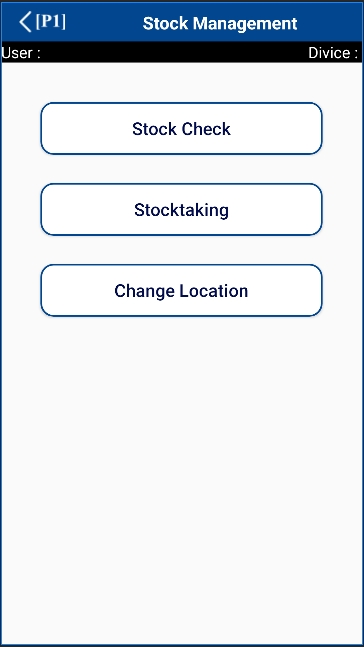 [P1] Stock Management
User : Divice :
Stock Check
Stocktaking
Change Location